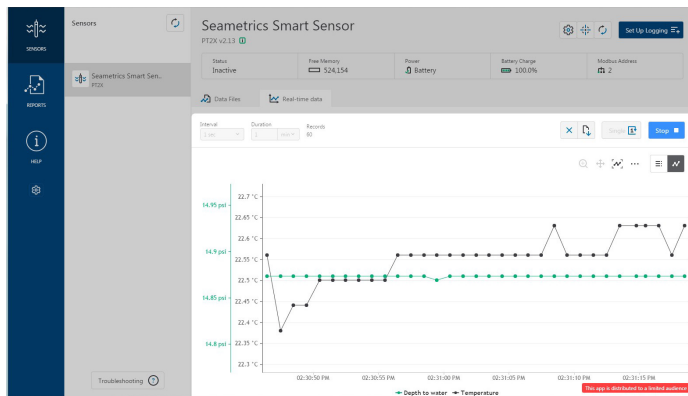 Sensors
Seametrics Smart Sensor
PT2X v2.13
Set Up Logging
SENSORS
Status
Inactive
Free Memory
524,154
Power
Battery
Battery Charge
100.0%
Modbus Address
2
Seametrics Smart Sen...
PT2X
REPORTS
Data Files
Real-time data
Interval
1 sec
Duration
1
min
Records
60
Single
Stop
HELP
22.7 °C
14.95 psi
22.65 °C
22.6 °C
14.9 psi
22.55 °C
22.5 °C
14.85 psi
22.45 °C
22.4 °C
14.8 psi
22.35 °C
22.3 °C
02:30:50 PM
02:30:55 PM
02:31:00 PM
02:31:05 PM
02:31:10 PM
02:31:15 PM
Troubleshooting ?
This app is distributed to a limited audience
Depth to water
Temperature